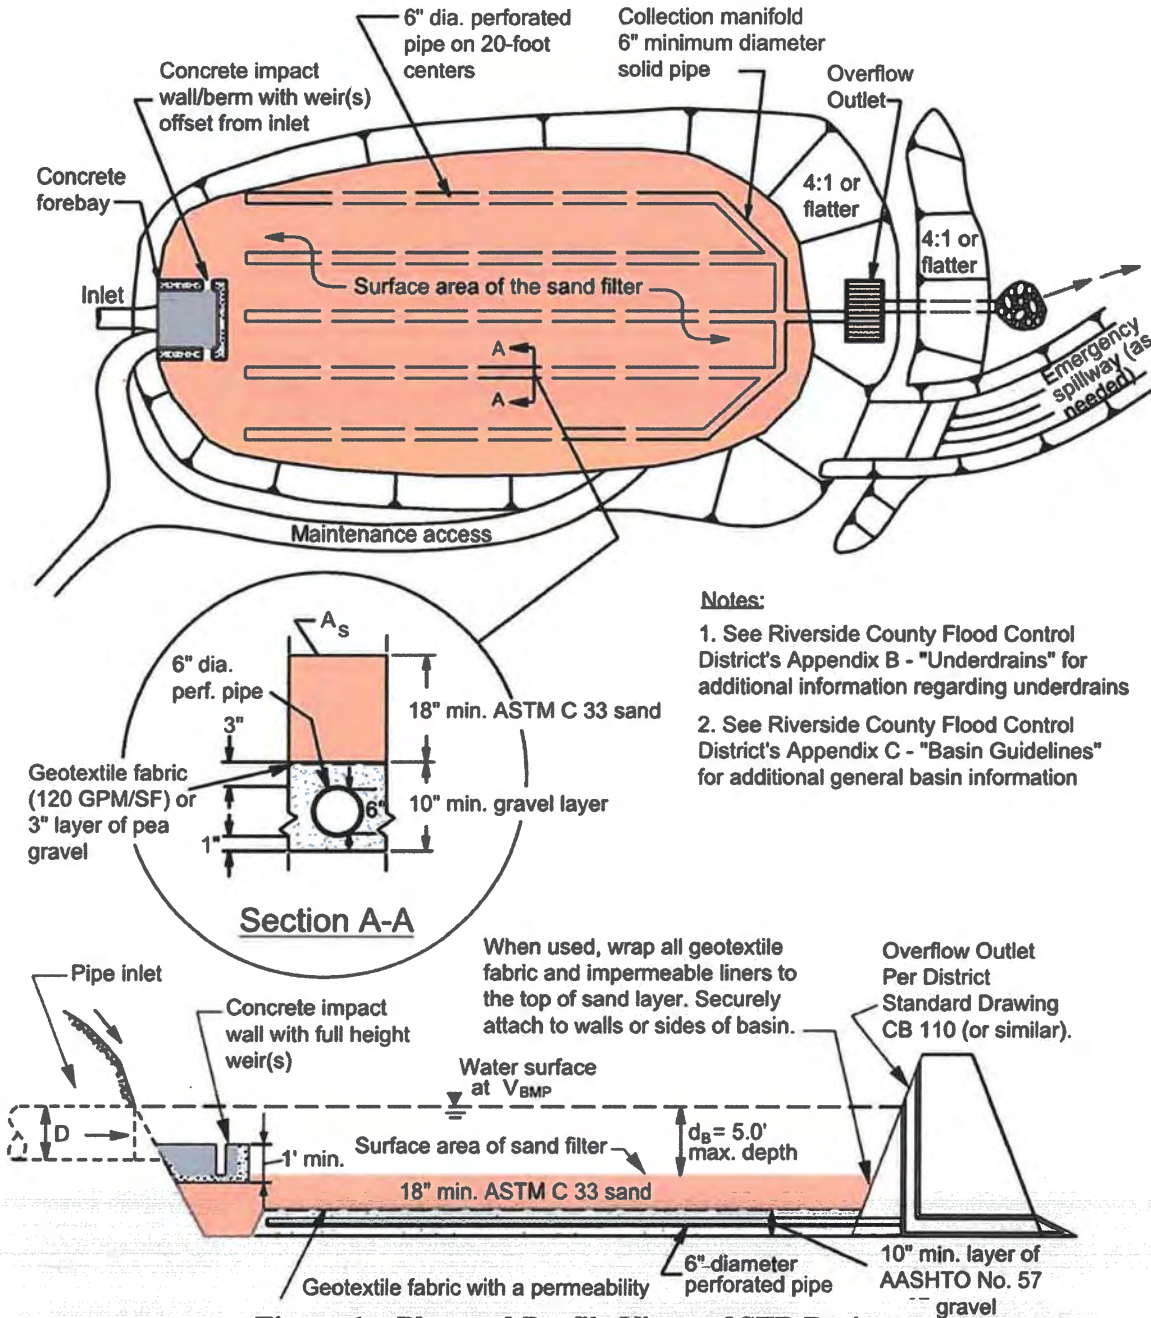 6" dia. perforated
pipe on 20-foot
centers
Collection manifold
6" minimum diameter
solid pipe
Concrete impact
wall/berm with weir(s)
offset from inlet
Overflow
Outlet
Concrete
forebay
4:1 or
flatter
4:1 or
flatter
Inlet
Surface area of the sand filter
A
A
Emergency
spillway (as
needed)
Maintenance access
Notes:
1. See Riverside County Flood Control
District's Appendix B - "Underdrains" for
additional information regarding underdrains
2. See Riverside County Flood Control
District's Appendix C - "Basin Guidelines"
for additional general basin information
AS
6" dia.
perf. pipe
3"
18" min. ASTM C 33 sand
Geotextile fabric
(120 GPM/SF) or
3" layer of pea
gravel
6"
10" min. gravel layer
1"
Section A-A
When used, wrap all geotextile
fabric and impermeable liners to
the top of sand layer. Securely
attach to walls or sides of basin.
Overflow Outlet
Per District
Standard Drawing
CB 110 (or similar).
Pipe inlet
Concrete impact
wall with full height
weir(s)
Water surface
at VBMP
D
dB= 5.0'
max. depth
1' min.
Surface area of sand filter
18" min. ASTM C 33 sand
Geotextile fabric with a permeability
6"-diameter
perforated pipe
10" min. layer of
AASHTO No. 57
gravel